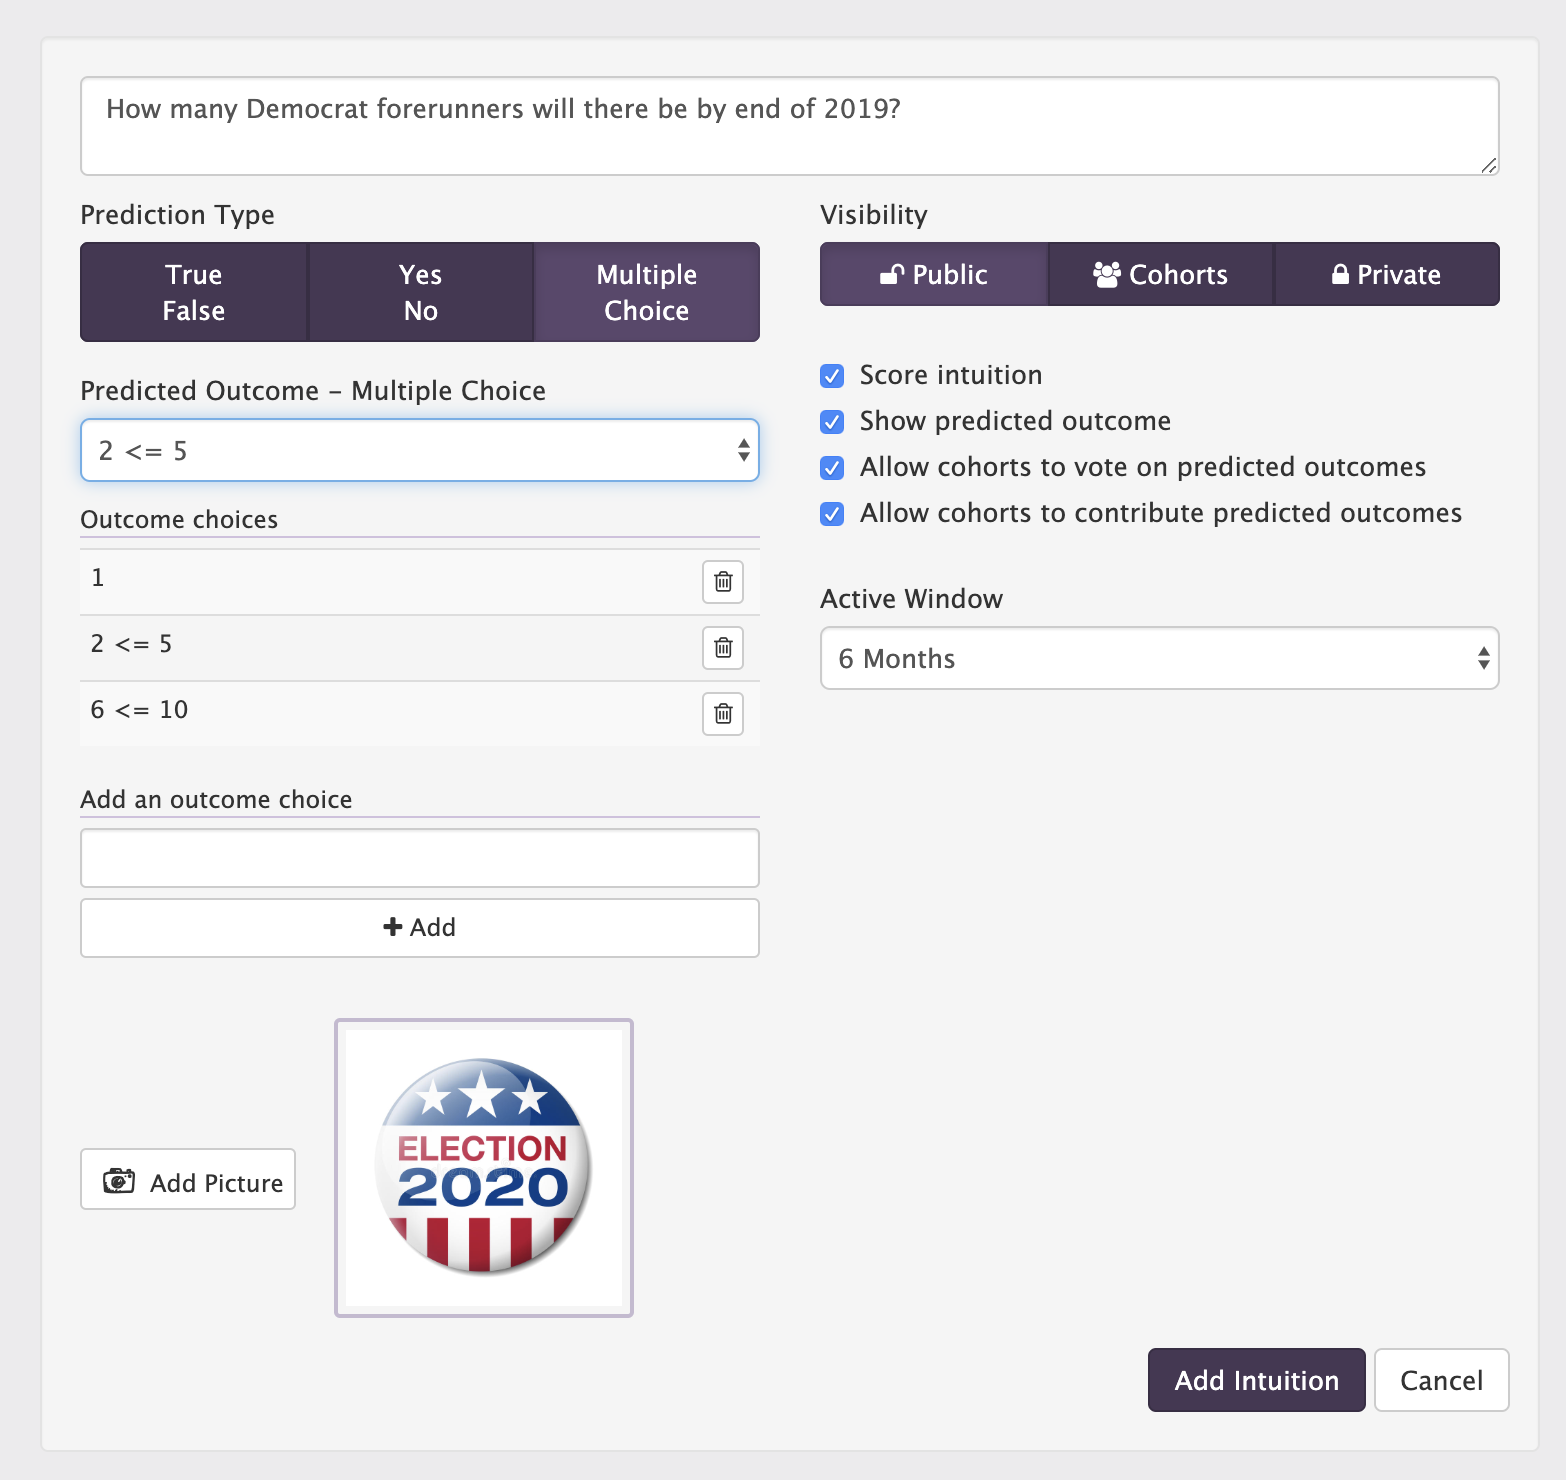 How many Democrat forerunners will there be by end of 2019?
Prediction Type
True
False
Yes
No
Multiple
Choice
Predicted Outcome – Multiple Choice
2 <= 5
Outcome choices
1
2 <= 5
6 <= 10
Add an outcome choice
Add
Add Picture
ELECTION
2020
Visibility
Public
Cohorts
Private
Score intuition
Show predicted outcome
Allow cohorts to vote on predicted outcomes
Allow cohorts to contribute predicted outcomes
Active Window
6 Months
Add Intuition
Cancel